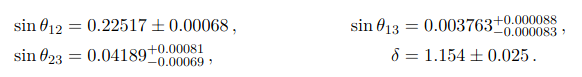 sin θ₁₂ = 0.22517 ± 0.00068 , sin θ₁₃ = 0.003763⁺⁰·⁰⁰⁰⁰⁸⁸₋₀.₀₀₀₀₈₃ ,
sin θ₂₃ = 0.04189⁺⁰·⁰⁰⁰⁸¹₋₀.₀₀₀₆₉ , δ = 1.154 ± 0.025 .